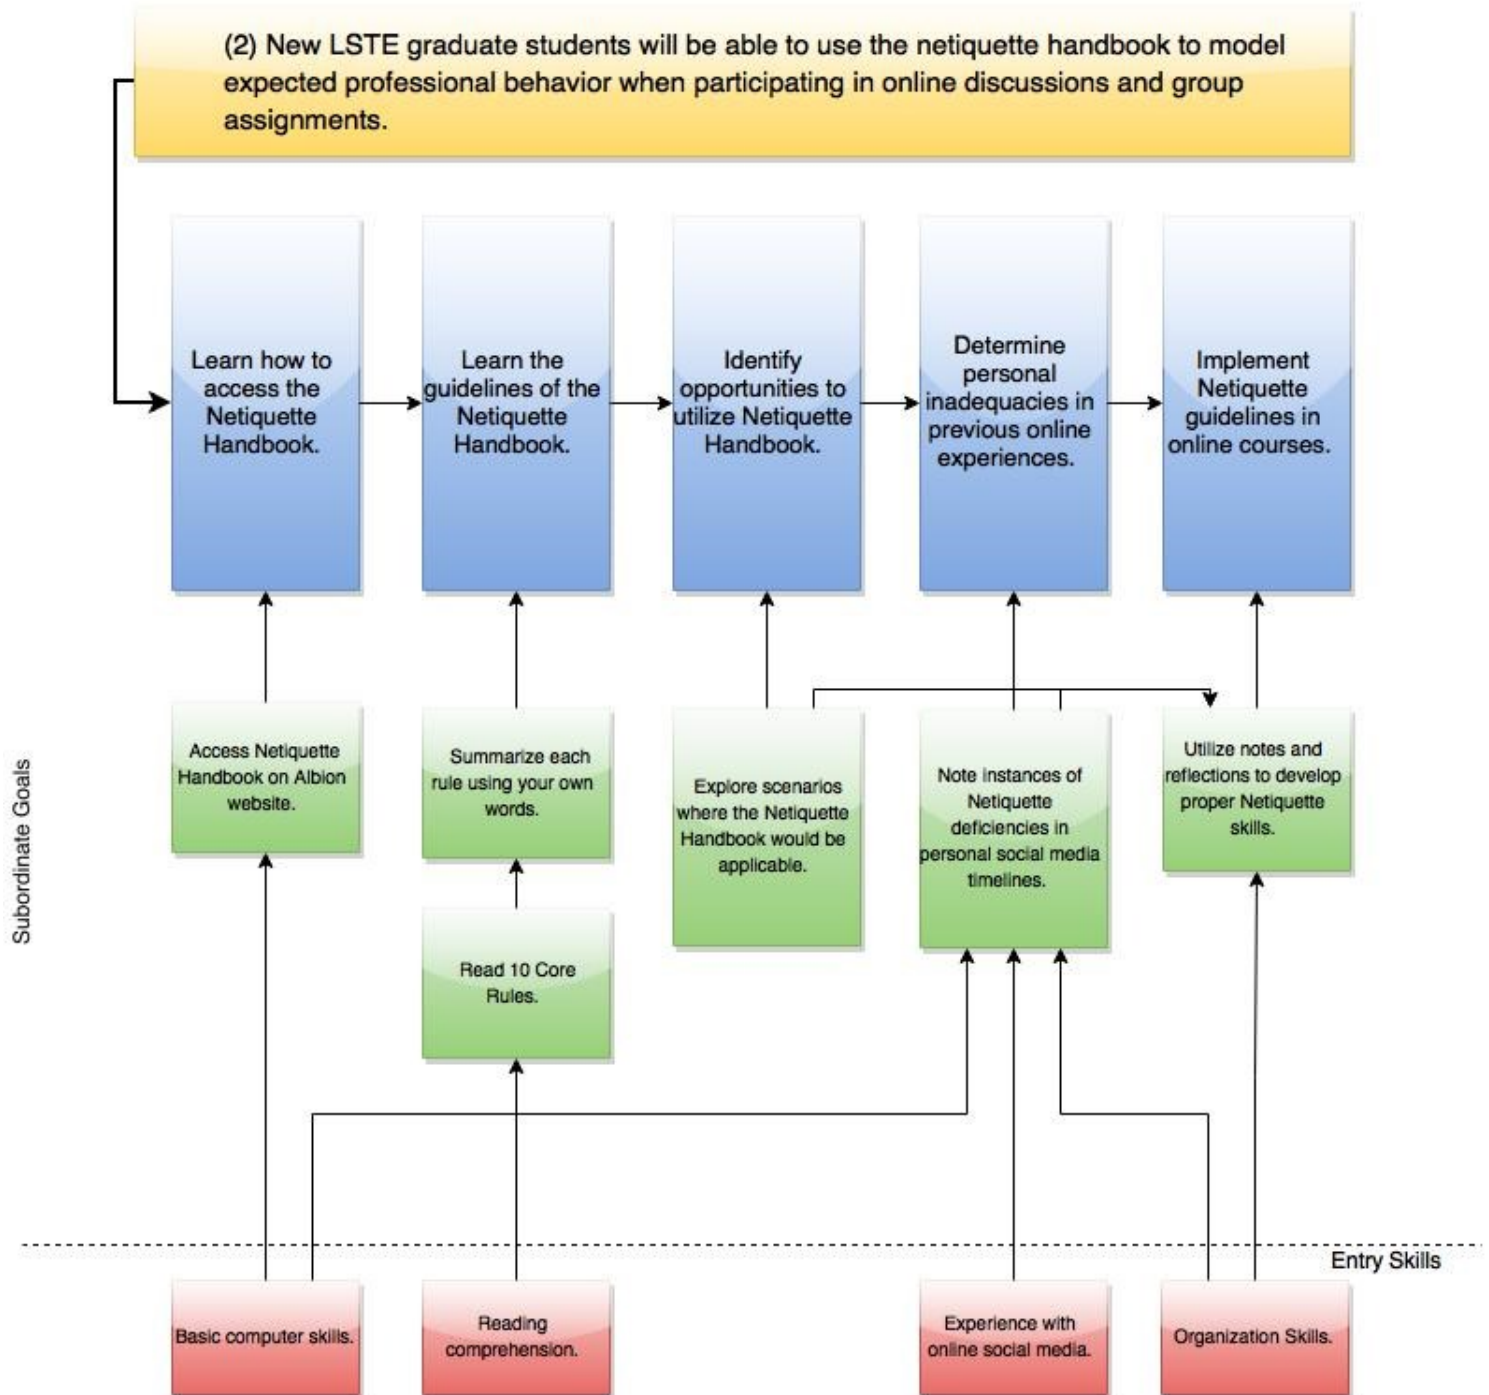 (2) New LSTE graduate students will be able to use the netiquette handbook to model
expected professional behavior when participating in online discussions and group
assignments.
Learn how to
access the
Netiquette
Handbook.
Learn the
guidelines of the
Netiquette
Handbook.
Identify
opportunities to
utilize Netiquette
Handbook.
Determine
personal
inadequacies in
previous online
experiences.
Implement
Netiquette
guidelines in
online courses.
Subordinate Goals
Access Netiquette
Handbook on Albion
website.
Summarize each
rule using your own
words.
Read 10 Core
Rules.
Explore scenarios
where the Netiquette
Handbook would be
applicable.
Note instances of
Netiquette
deficiencies in
personal social media
timelines.
Utilize notes and
reflections to develop
proper Netiquette
skills.
Entry Skills
Basic computer skills.
Reading
comprehension.
Experience with
online social media.
Organization Skills.